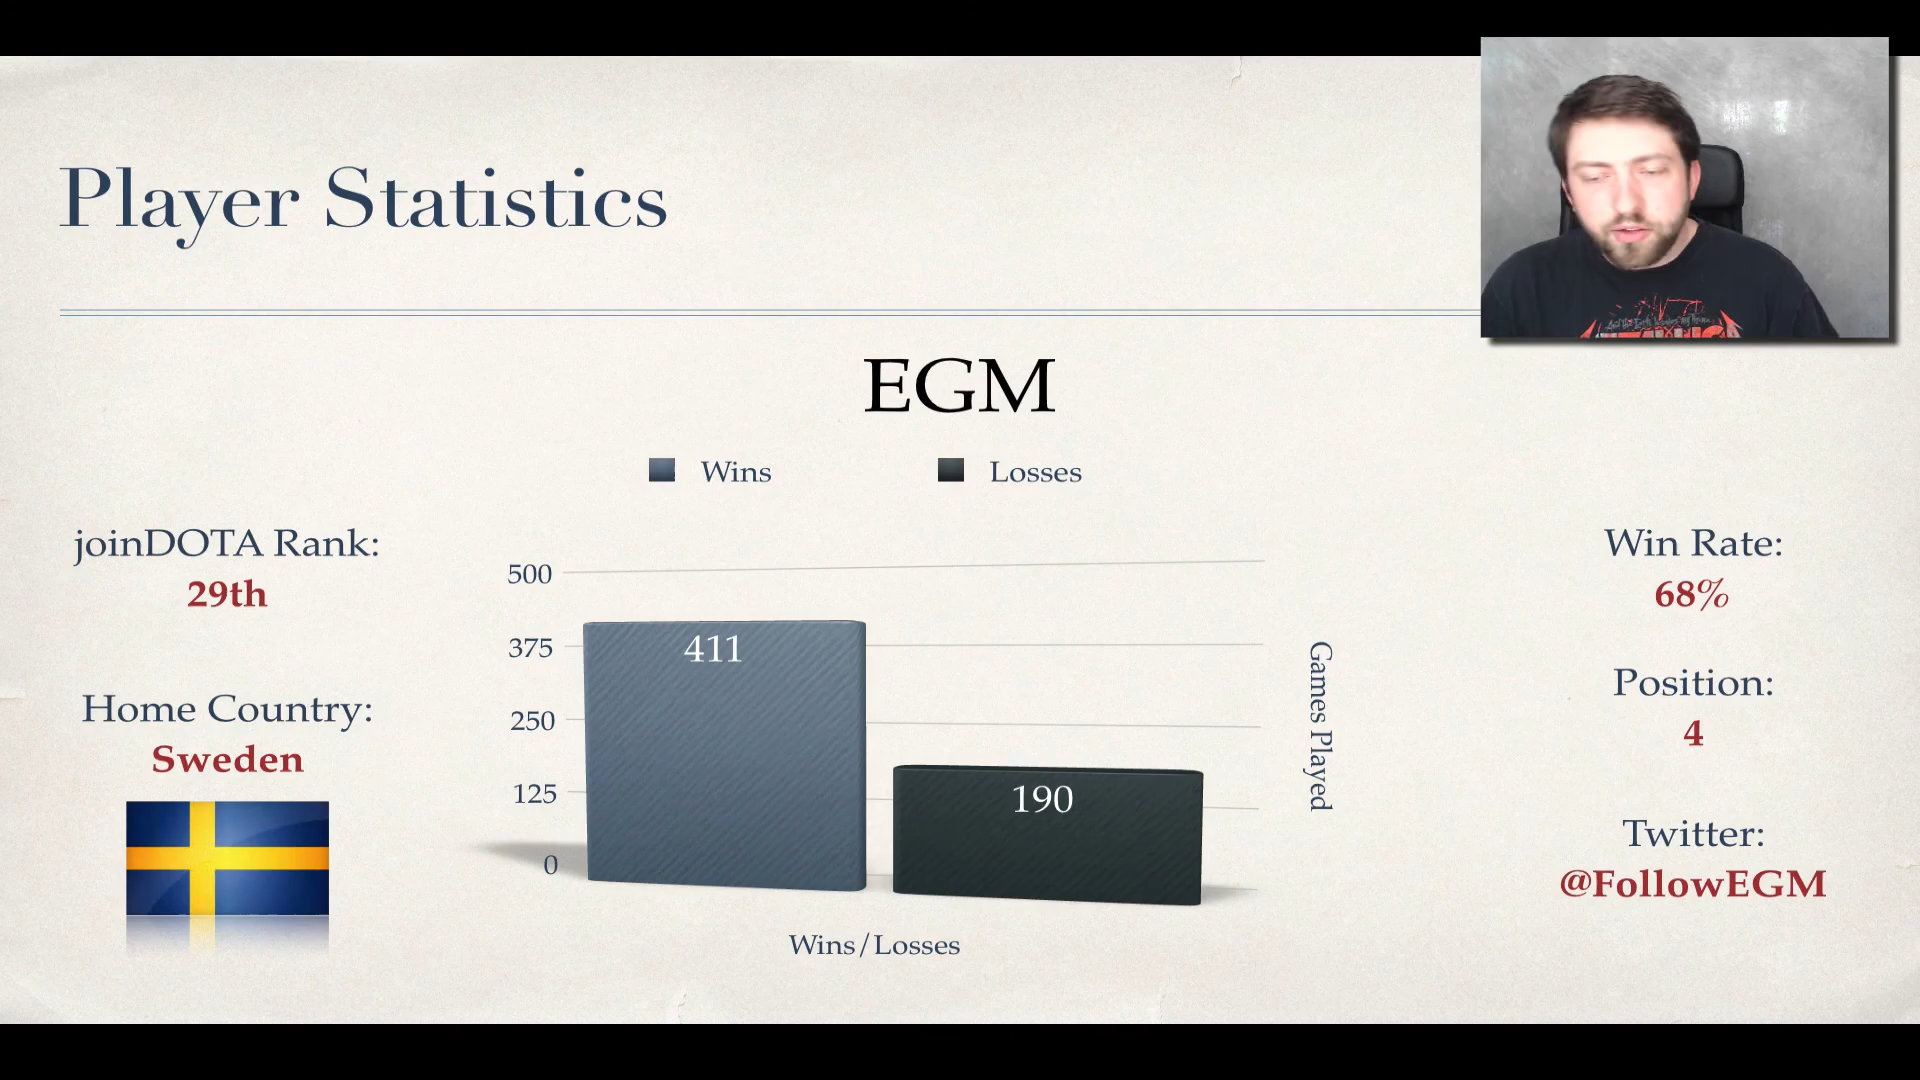 Player Statistics
EGM
Wins
Losses
joinDOTA Rank:
29th
Home Country:
Sweden
500
375
250
125
0
411
190
Games Played
Wins/Losses
Win Rate:
68%
Position:
4
Twitter:
@FollowEGM